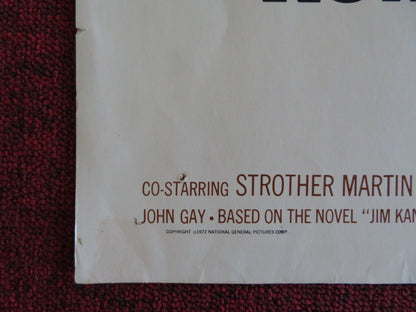 CO-STARRING STROTHER MARTIN
JOHN GAY • BASED ON THE NOVEL "JIM KAN
COPYRIGHT ©1972 NATIONAL GENERAL PICTURES CORP.